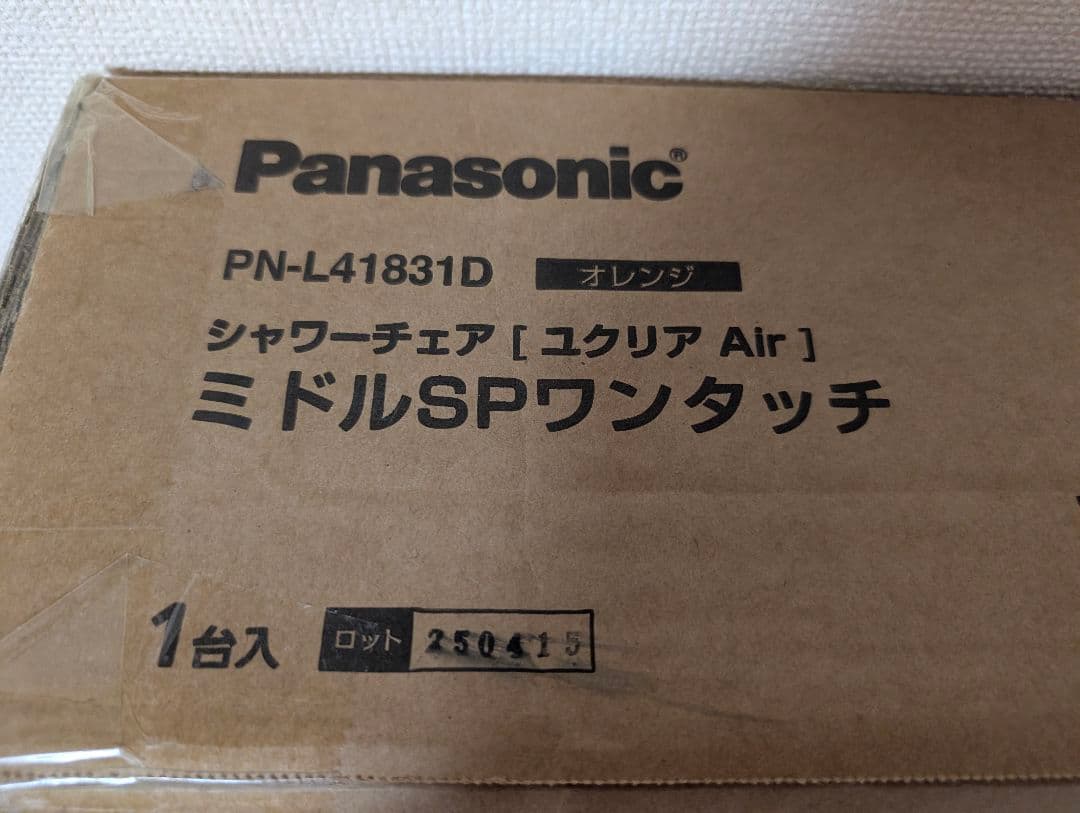 Panasonic®
PN-L41831D オレンジ
シャワーチェア [ ユクリア Air ]
ミドルSPワンタッチ
1台入 ロット 250415